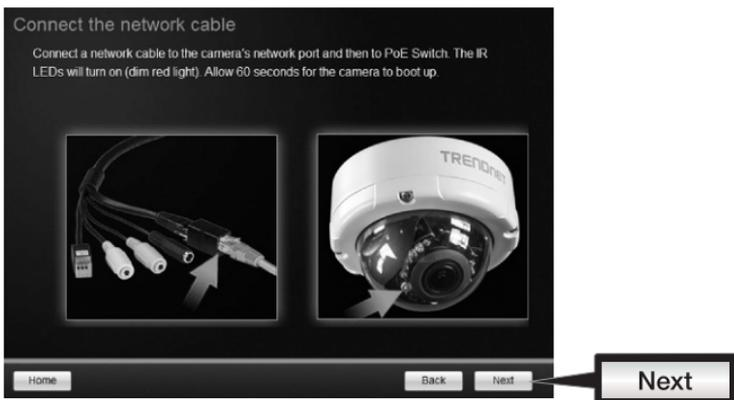 Connect the network cable
Connect a network cable to the camera's network port and then to PoE Switch. The IR
LEDs will turn on (dim red light). Allow 60 seconds for the camera to boot up.
TRENDnet
Home
Back
Next
Next